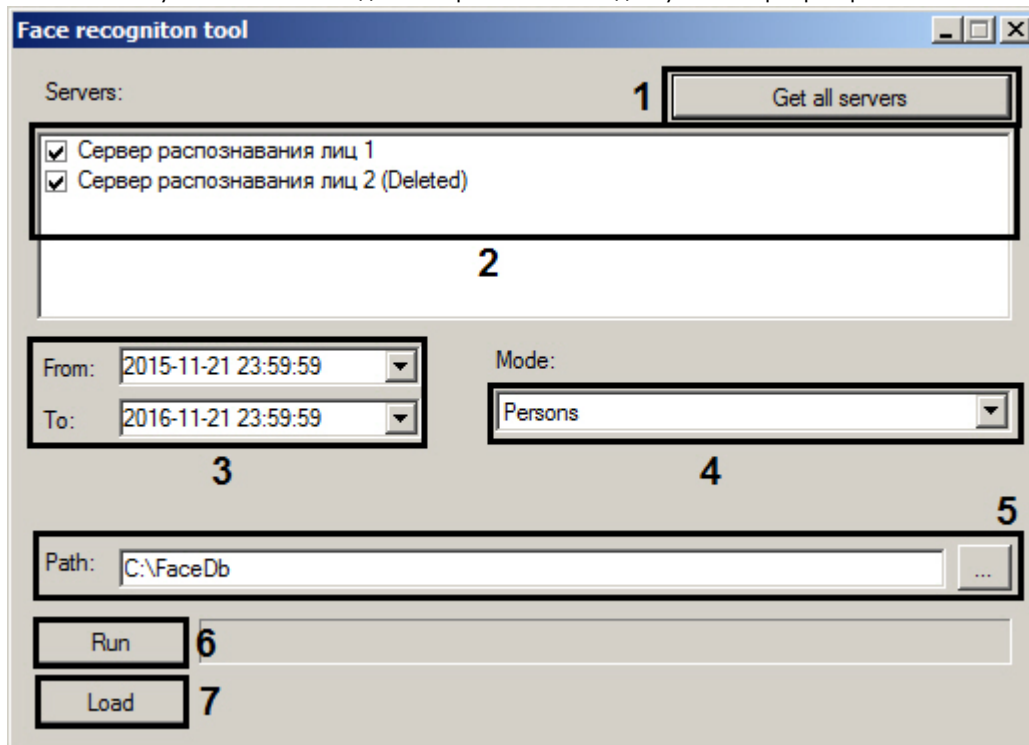 Face recogniton tool
Servers:
1
Get all servers
Сервер распознавания лиц 1
Сервер распознавания лиц 2 (Deleted)
2
From: 2015-11-21 23:59:59
Mode:
To: 2016-11-21 23:59:59
Persons
3
4
5
Path: C:\FaceDb
...
Run
6
Load
7